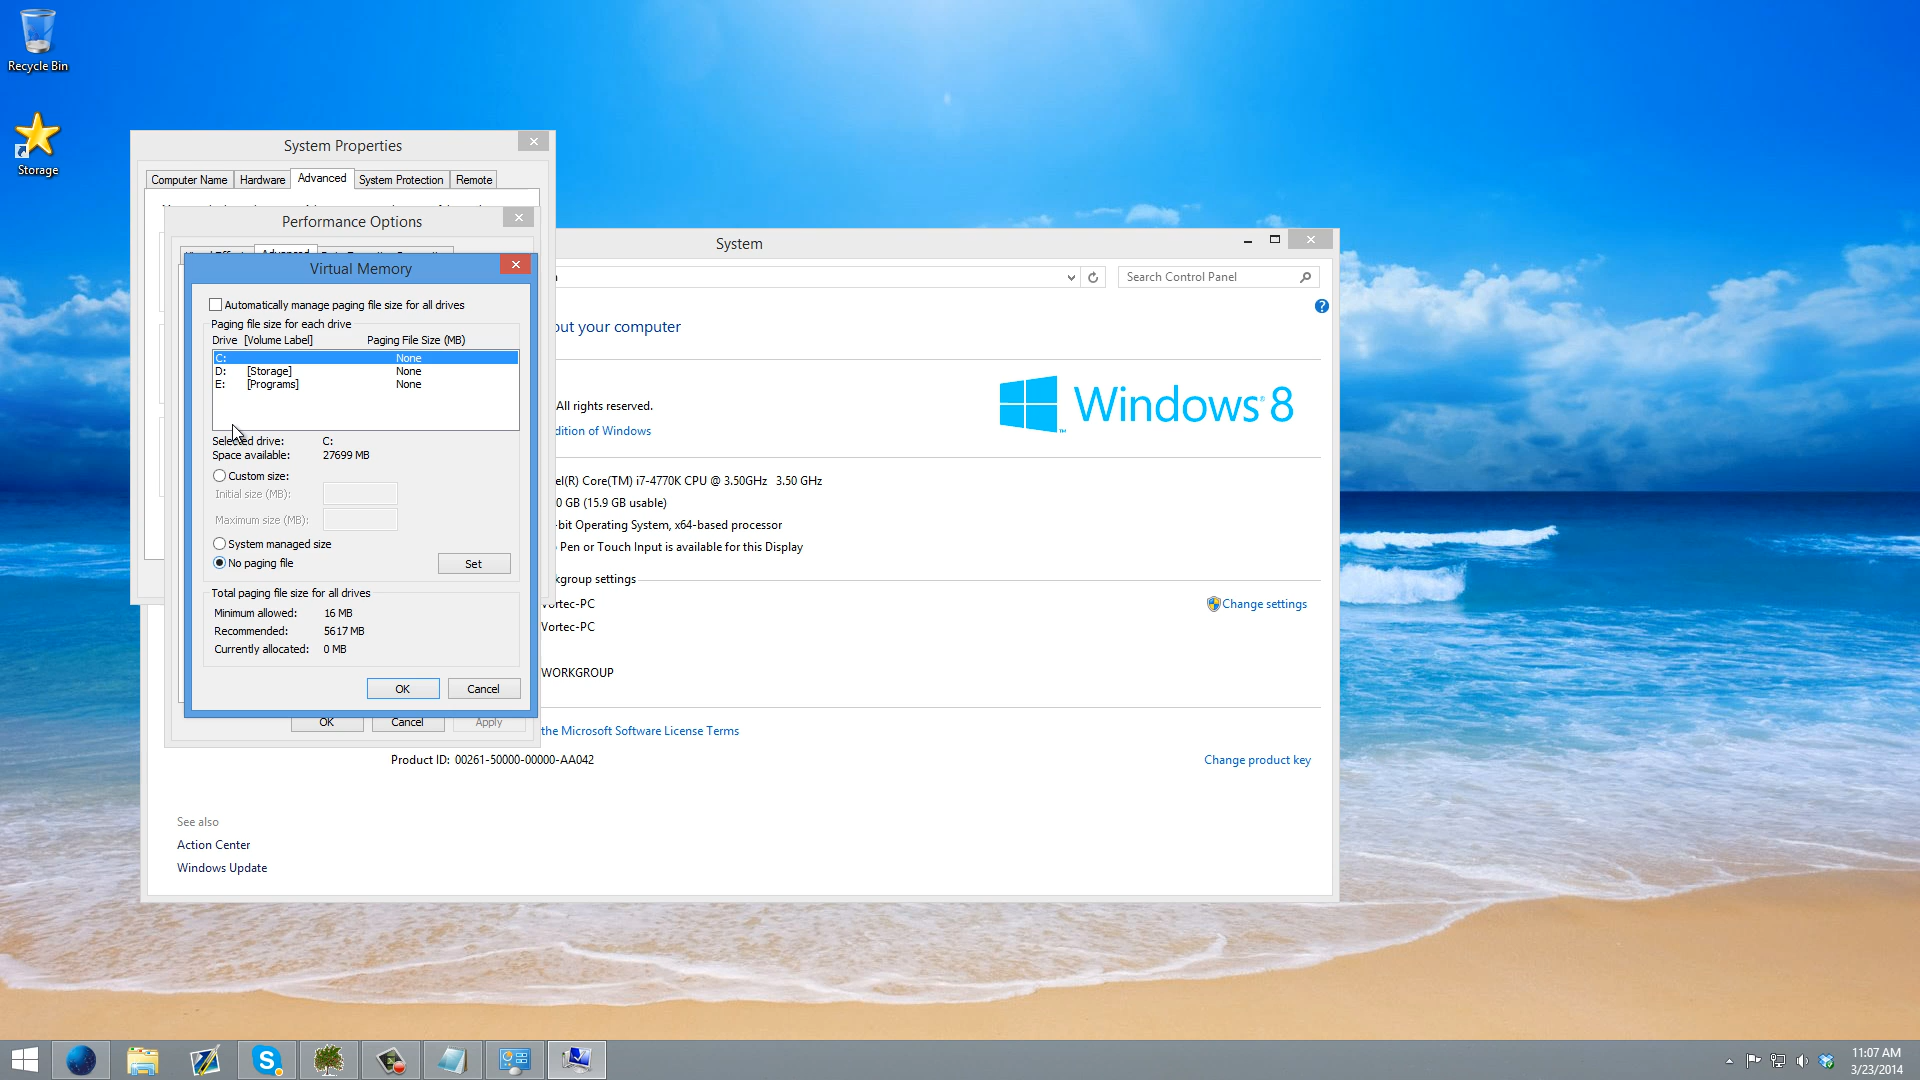 Recycle Bin
Storage
System Properties
Computer Name
Hardware
Advanced
System Protection
Remote
Performance Options
Advanced
Virtual Memory
Automatically manage paging file size for all drives
Paging file size for each drive
Drive [Volume Label] Paging File Size (MB)
C: None
D: [Storage] None
E: [Programs] None
Selected drive: C:
Space available: 27699 MB
Custom size:
Initial size (MB):
Maximum size (MB):
System managed size
No paging file
Set
Total paging file size for all drives
Minimum allowed: 16 MB
Recommended: 5617 MB
Currently allocated: 0 MB
OK
Cancel
OK
Cancel
Apply
System
Search Control Panel
out your computer
All rights reserved.
dition of Windows
Windows 8
el(R) Core(TM) i7-4770K CPU @ 3.50GHz 3.50 GHz
0 GB (15.9 GB usable)
-bit Operating System, x64-based processor
Pen or Touch Input is available for this Display
kgroup settings
Vortec-PC
Change settings
Vortec-PC
WORKGROUP
the Microsoft Software License Terms
Product ID: 00261-50000-00000-AA042
Change product key
See also
Action Center
Windows Update
11:07 AM
3/23/2014